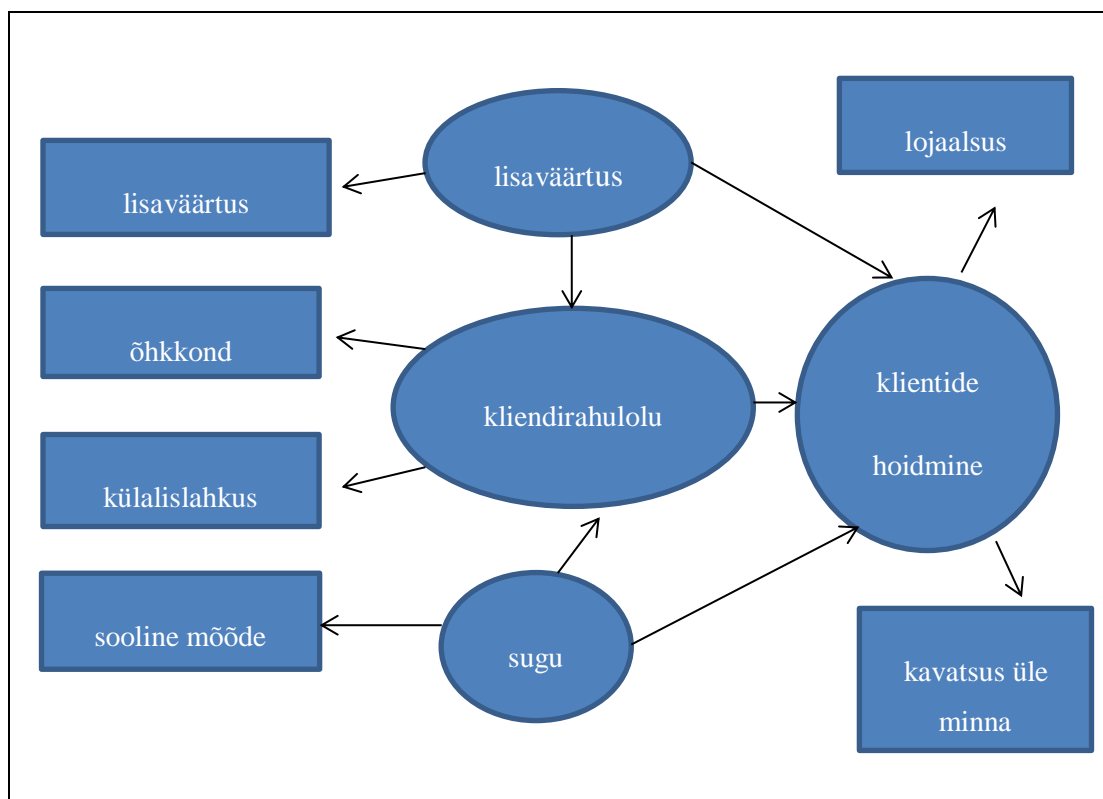 lojaalsus
lisaväärtus
lisaväärtus
õhkkond
kliendirahulolu
klientide
hoidmine
külalislahkus
sooline mõõde
sugu
kavatsus üle
minna